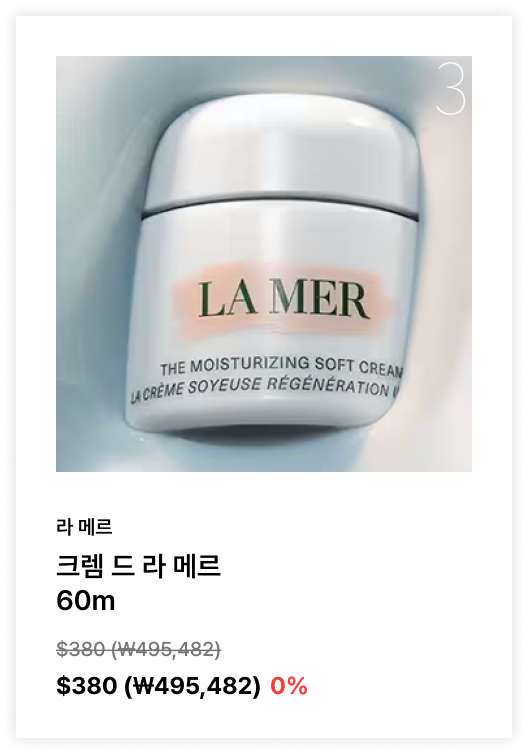 3
LA MER
THE MOISTURIZING SOFT CREAM
LA CRÈME SOYEUSE RÉGÉNÉRATION
라 메르
크렘 드 라 메르
60m
$380 (₩495,482)
$380 (₩495,482) 0%